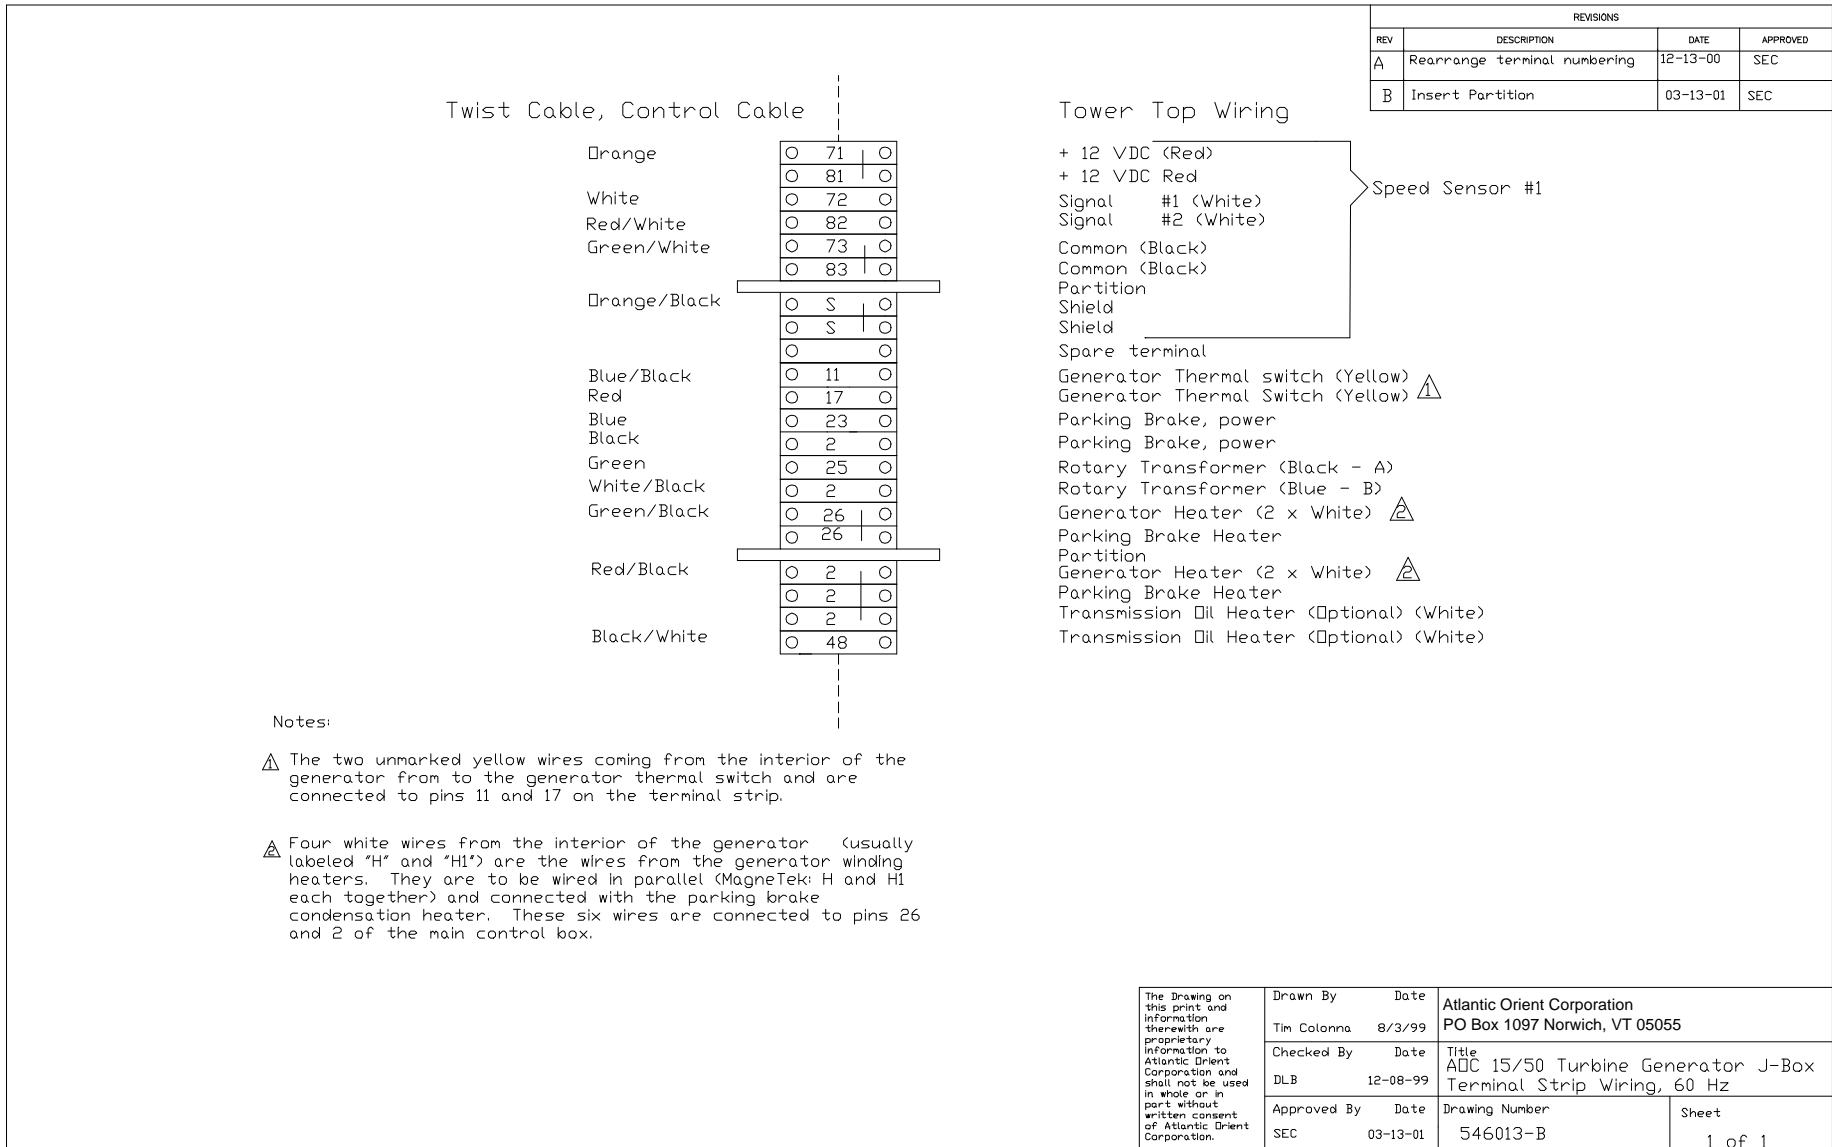 REVISIONS
REV DESCRIPTION DATE APPROVED
A Rearrange terminal numbering 12-13-00 SEC
B Insert Partition 03-13-01 SEC
Twist Cable, Control Cable
Tower Top Wiring
Orange 71 + 12 VDC (Red)
81 + 12 VDC Red
Speed Sensor #1
White 72 Signal #1 (White)
Red/White 82 Signal #2 (White)
Green/White 73 Common (Black)
83 Common (Black)
Partition
Orange/Black S Shield
S Shield
Spare terminal
Blue/Black 11 Generator Thermal switch (Yellow) 1
Red 17 Generator Thermal Switch (Yellow)
Blue 23 Parking Brake, power
Black 2 Parking Brake, power
Green 25 Rotary Transformer (Black - A)
White/Black 2 Rotary Transformer (Blue - B)
Green/Black 26 Generator Heater (2 x White) 2
26 Parking Brake Heater
Partition
Red/Black 2 Generator Heater (2 x White) 2
2 Parking Brake Heater
2 Transmission Oil Heater (Optional) (White)
Black/White 48 Transmission Oil Heater (Optional) (White)
Notes:
1 The two unmarked yellow wires coming from the interior of the
generator from to the generator thermal switch and are
connected to pins 11 and 17 on the terminal strip.
2 Four white wires from the interior of the generator (usually
labeled "H" and "H1") are the wires from the generator winding
heaters. They are to be wired in parallel (MagneTek: H and H1
each together) and connected with the parking brake
condensation heater. These six wires are connected to pins 26
and 2 of the main control box.
The Drawing on
this print and
information
therewith are
proprietary
information to
Atlantic Orient
Corporation and
shall not be used
in whole or in
part without
written consent
of Atlantic Orient
Corporation.
Drawn By Date
Tim Colonna 8/3/99
Checked By Date
DLB 12-08-99
Approved By Date
SEC 03-13-01
Atlantic Orient Corporation
PO Box 1097 Norwich, VT 05055
Title
AOC 15/50 Turbine Generator J-Box
Terminal Strip Wiring, 60 Hz
Drawing Number
546013-B
Sheet
1 of 1